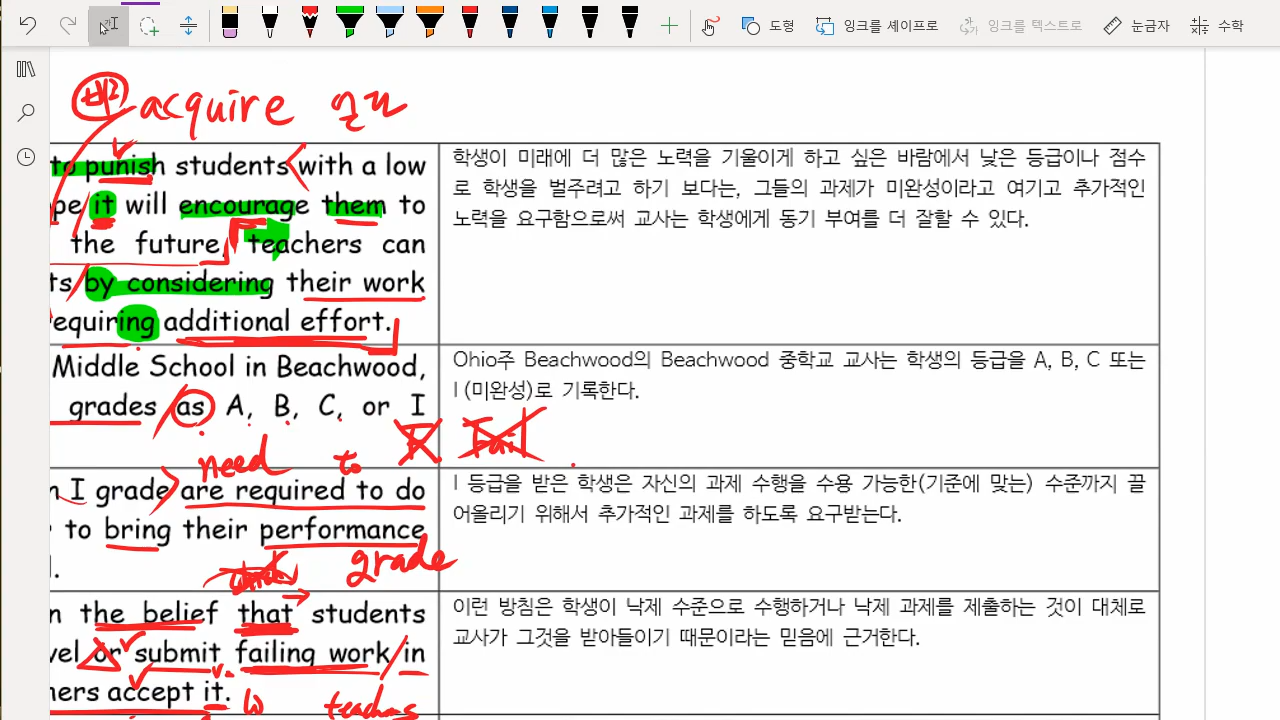 도형 잉크를 셰이프로 잉크를 텍스트로 눈금자 수학
acquire
to punish students with a low
it will encourage them to
the future, teachers can
by considering their work
equiring additional effort.
학생이 미래에 더 많은 노력을 기울이게 하고 싶은 바람에서 낮은 등급이나 점수
로 학생을 벌주려고 하기 보다는, 그들의 과제가 미완성이라고 여기고 추가적인
노력을 요구함으로써 교사는 학생에게 동기 부여를 더 잘할 수 있다.
Middle School in Beachwood,
grades as A, B, C, or I
Ohio주 Beachwood의 Beachwood 중학교 교사는 학생의 등급을 A, B, C 또는
I (미완성)로 기록한다.
F Fail
need to
I grade are required to do
to bring their performance
I 등급을 받은 학생은 자신의 과제 수행을 수용 가능한(기준에 맞는) 수준까지 끌
어올리기 위해서 추가적인 과제를 하도록 요구받는다.
grade
the belief that students
vel or submit failing work in
hers accept it.
이런 방침은 학생이 낙제 수준으로 수행하거나 낙제 과제를 제출하는 것이 대체로
교사가 그것을 받아들이기 때문이라는 믿음에 근거한다.
teachers